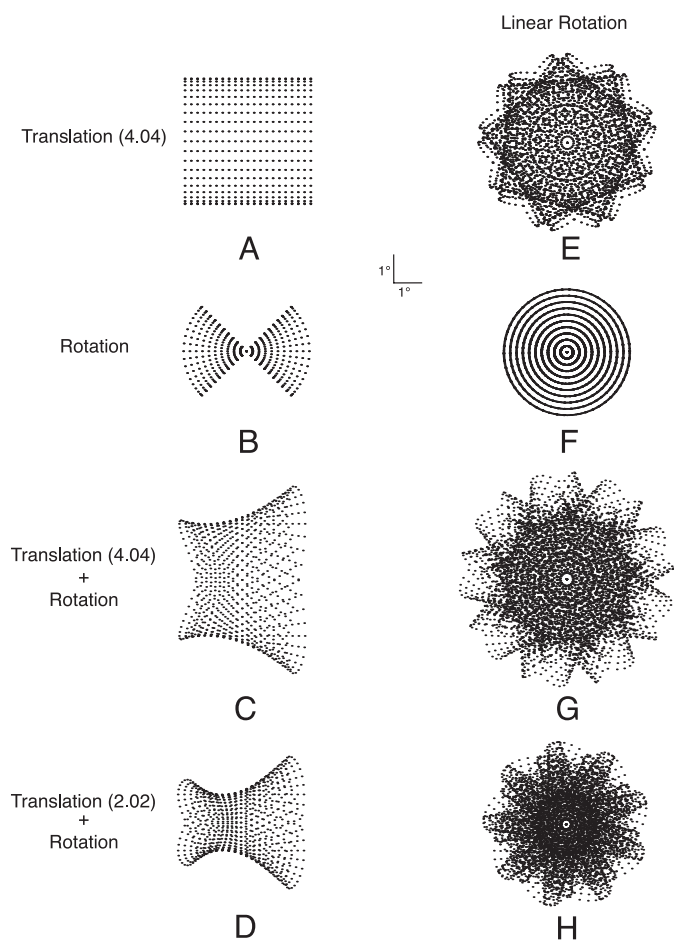 Linear Rotation
Translation (4.04)
A
E
1°
1°
Rotation
B
F
Translation (4.04)
+
Rotation
C
G
Translation (2.02)
+
Rotation
D
H